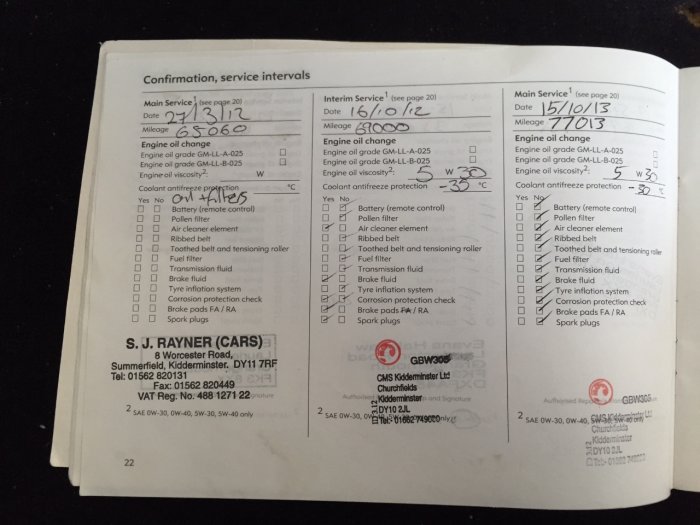 Confirmation, service intervals
Main Service¹ (see page 20)
Date 27/3/12
Mileage 65060
Engine oil change
Engine oil grade GM-LL-A-025
Engine oil grade GM-LL-B-025
Engine oil viscosity²: W
Coolant antifreeze protection °C
Yes No oil + filters
Battery (remote control)
Pollen filter
Air cleaner element
Ribbed belt
Toothed belt and tensioning roller
Fuel filter
Transmission fluid
Brake fluid
Tyre inflation system
Corrosion protection check
Brake pads FA / RA
Spark plugs
S. J. RAYNER (CARS)
8 Worcester Road,
Summerfield, Kidderminster. DY11 7RF
Tel: 01562 820131
Fax: 01562 820449
VAT Reg. No. 488 1271 22
2 SAE 0W-30, 0W-40, 5W-30, 5W-40 only
22
Interim Service¹ (see page 20)
Date 16/10/12
Mileage 69000
Engine oil change
Engine oil grade GM-LL-A-025
Engine oil grade GM-LL-B-025
Engine oil viscosity²: 5 W 30
Coolant antifreeze protection -35 °C
Yes No
Battery (remote control)
Pollen filter
Air cleaner element
Ribbed belt
Toothed belt and tensioning roller
Fuel filter
Transmission fluid
Brake fluid
Tyre inflation system
Corrosion protection check
Brake pads FA / RA
Spark plugs
GBW305
CMS Kidderminster Ltd
Churchfields
Kidderminster
DY10 2JL
Tel:- 01562 749000
2 SAE 0W-30, only
Main Service¹ (see page 20)
Date 15/10/13
Mileage 77013
Engine oil change
Engine oil grade GM-LL-A-025
Engine oil grade GM-LL-B-025
Engine oil viscosity²: 5 W 30
Coolant antifreeze protection -30 °C
Yes No
Battery (remote control)
Pollen filter
Air cleaner element
Ribbed belt
Toothed belt and tensioning roller
Fuel filter
Transmission fluid
Brake fluid
Tyre inflation system
Corrosion protection check
Brake pads FA / RA
Spark plugs
GBW305
Authorised
2 SAE 0W-30, 0W-40, 5W-40 only
CMS Kidderminster Ltd
Churchfields
Kidderminster
DY10 2JL